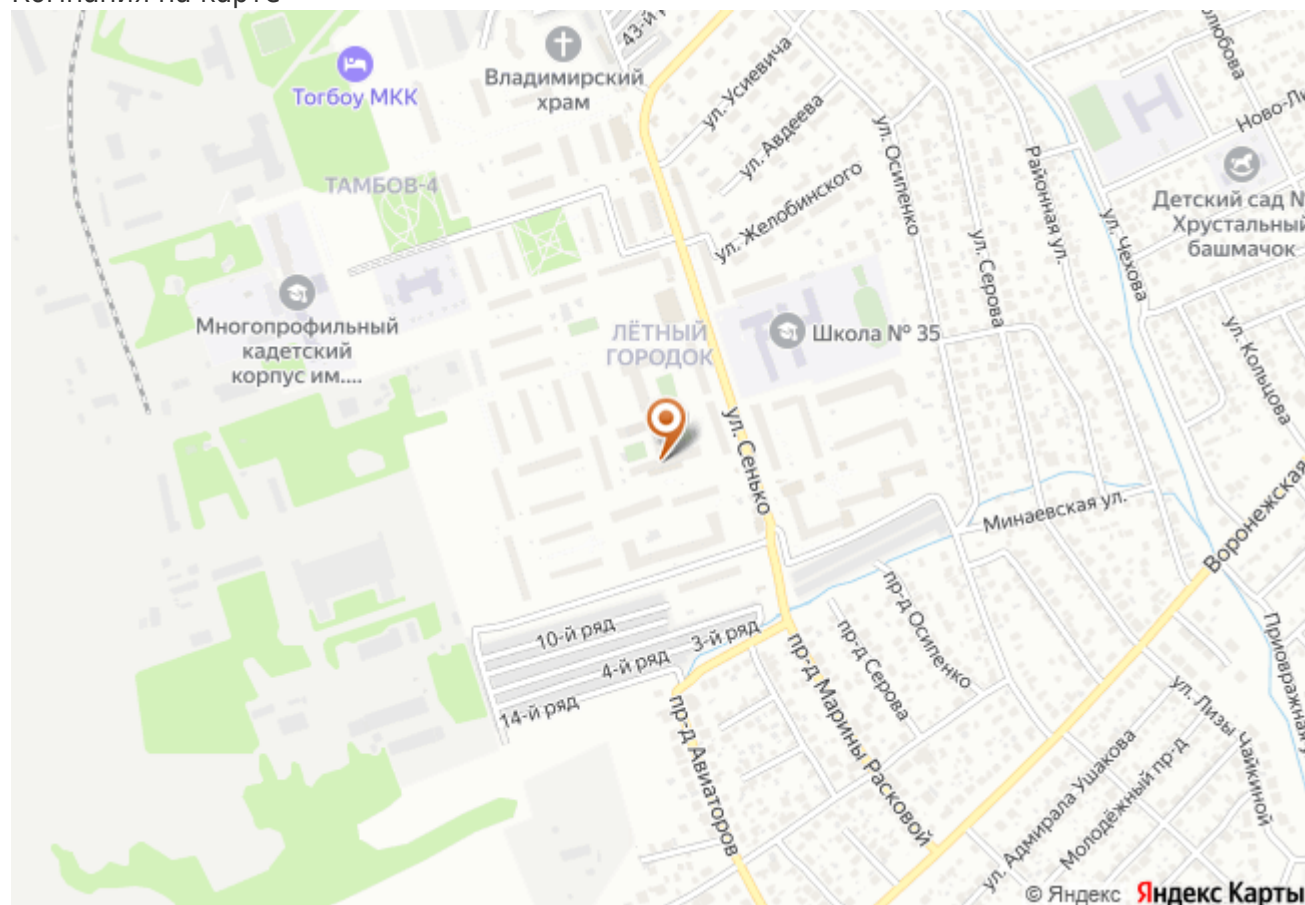 43-й
Владимирский
храм
Тогбоу МКК
ТАМБОВ-4
ул. Усиевича
ул. Авдеева
ул. Осипенко
ул. Желобинского
Районная ул.
ул. Серова
ул. Чехова
Детский сад №
Хрустальный
башмачок
Многопрофильный
кадетский
корпус им....
ЛЁТНЫЙ
ГОРОДОК
Школа № 35
ул. Кольцова
ул. Сенько
Минаевская ул.
Воронежская
10-й ряд
3-й ряд
4-й ряд
14-й ряд
пр-д Осипенко
пр-д Серова
пр-д Марины Расковой
пр-д Авиаторов
Приовражная
ул. Лизы Чайкиной
ул. Адмирала Ушакова
Молодёжный пр-д
© Яндекс Яндекс Карты